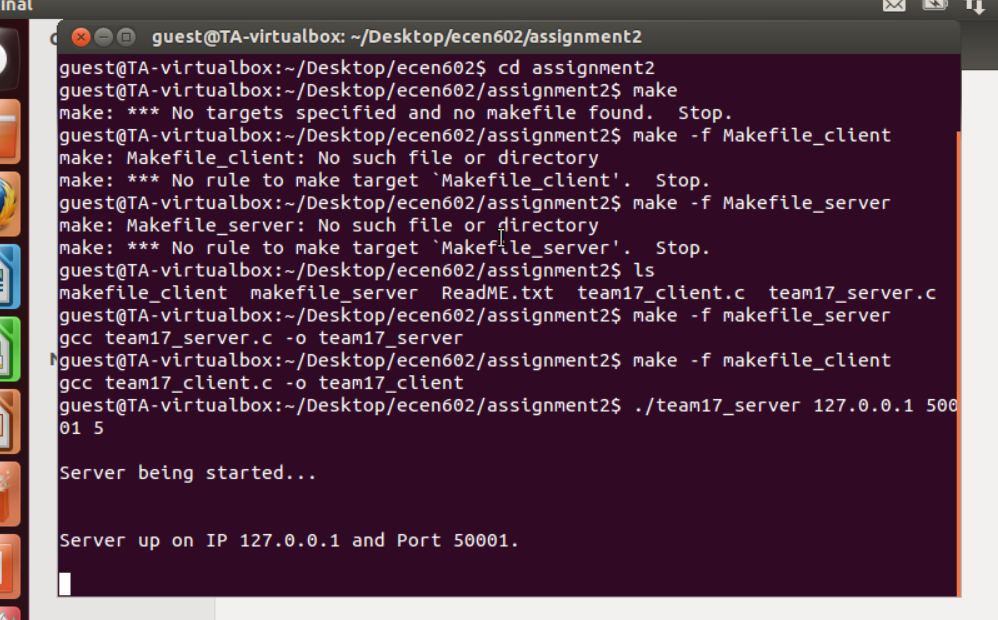 inal
guest@TA-virtualbox: ~/Desktop/ecen602/assignment2
guest@TA-virtualbox:~/Desktop/ecen602$ cd assignment2
guest@TA-virtualbox:~/Desktop/ecen602/assignment2$ make
make: *** No targets specified and no makefile found.  Stop.
guest@TA-virtualbox:~/Desktop/ecen602/assignment2$ make -f Makefile_client
make: Makefile_client: No such file or directory
make: *** No rule to make target `Makefile_client'.  Stop.
guest@TA-virtualbox:~/Desktop/ecen602/assignment2$ make -f Makefile_server
make: Makefile_server: No such file or directory
make: *** No rule to make target `Makefile_server'.  Stop.
guest@TA-virtualbox:~/Desktop/ecen602/assignment2$ ls
makefile_client  makefile_server  ReadME.txt  team17_client.c  team17_server.c
guest@TA-virtualbox:~/Desktop/ecen602/assignment2$ make -f makefile_server
gcc team17_server.c -o team17_server
guest@TA-virtualbox:~/Desktop/ecen602/assignment2$ make -f makefile_client
gcc team17_client.c -o team17_client
guest@TA-virtualbox:~/Desktop/ecen602/assignment2$ ./team17_server 127.0.0.1 500
01 5
Server being started...
Server up on IP 127.0.0.1 and Port 50001.